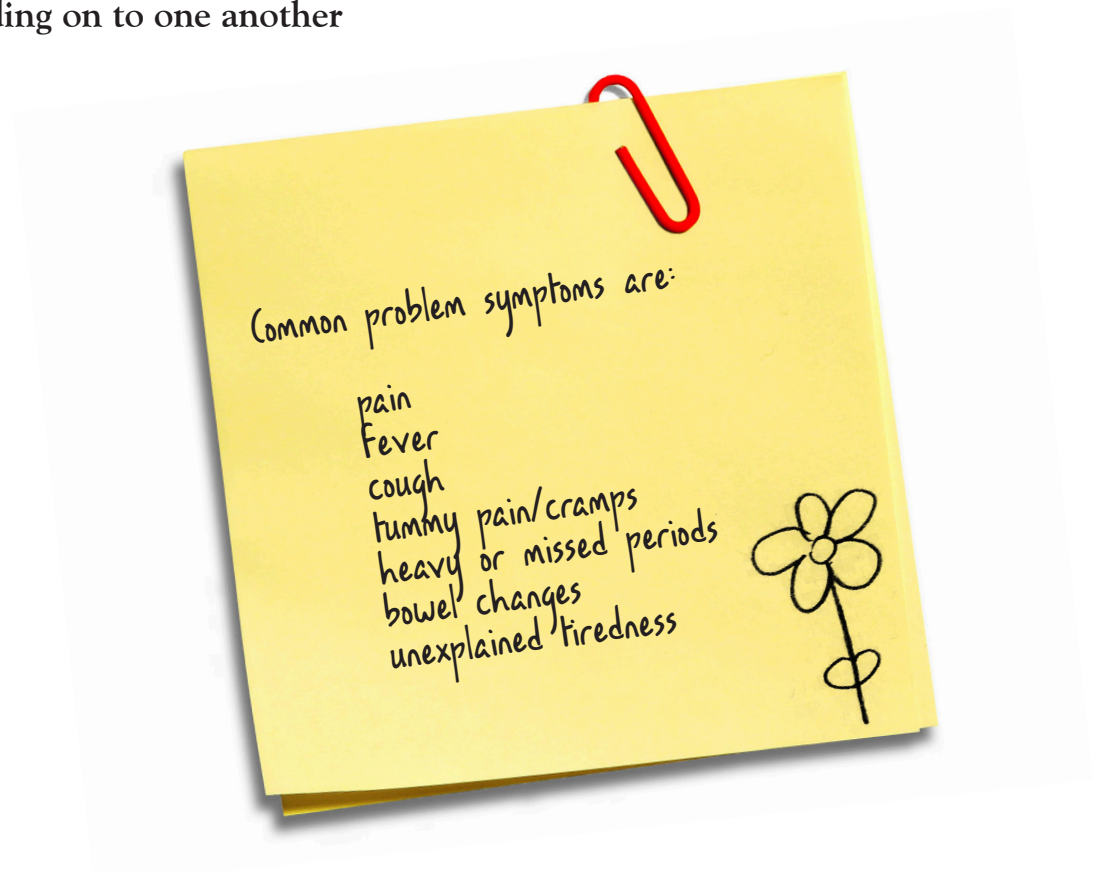 on to one another
Common problem symptoms are:
pain
Fever
cough
tummy pain/cramps
heavy or missed periods
bowel changes
unexplained tiredness